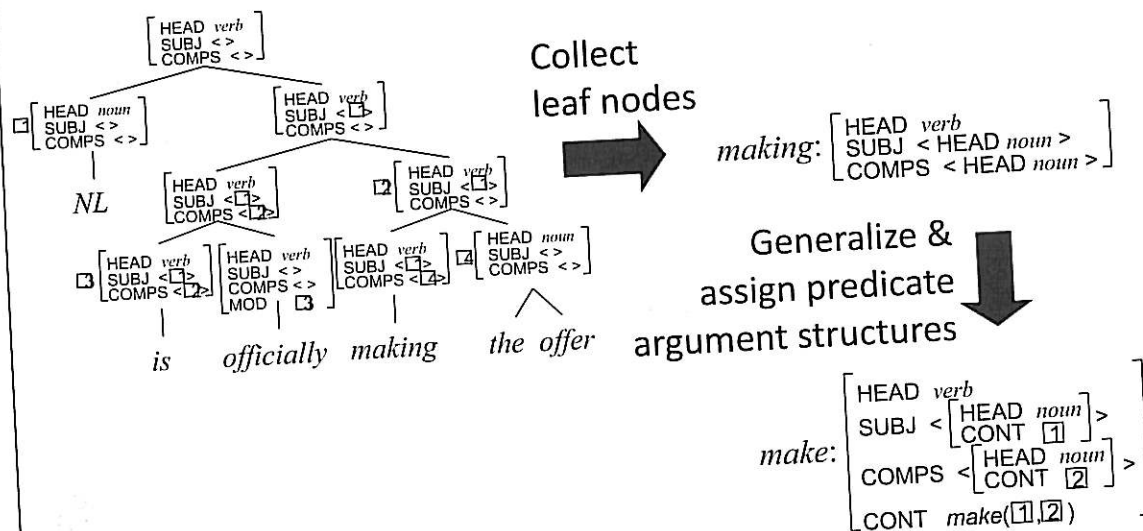 HEAD verb
SUBJ < >
COMPS < >
Collect
leaf nodes
1 HEAD noun
SUBJ < >
COMPS < >
HEAD verb
SUBJ <1>
COMPS < >
making: HEAD verb
SUBJ < HEAD noun >
COMPS < HEAD noun >
NL
HEAD verb
SUBJ <1>
COMPS <2>
2 HEAD verb
SUBJ <1>
COMPS < >
3 HEAD verb
SUBJ <1>
COMPS <2>
HEAD verb
SUBJ < >
COMPS < >
MOD 3
HEAD verb
SUBJ <1>
COMPS <4>
4 HEAD noun
SUBJ < >
COMPS < >
is officially making the offer
Generalize &
assign predicate
argument structures
make: HEAD verb
SUBJ < HEAD noun
CONT 1 >
COMPS < HEAD noun
CONT 2 >
CONT make(1,2)